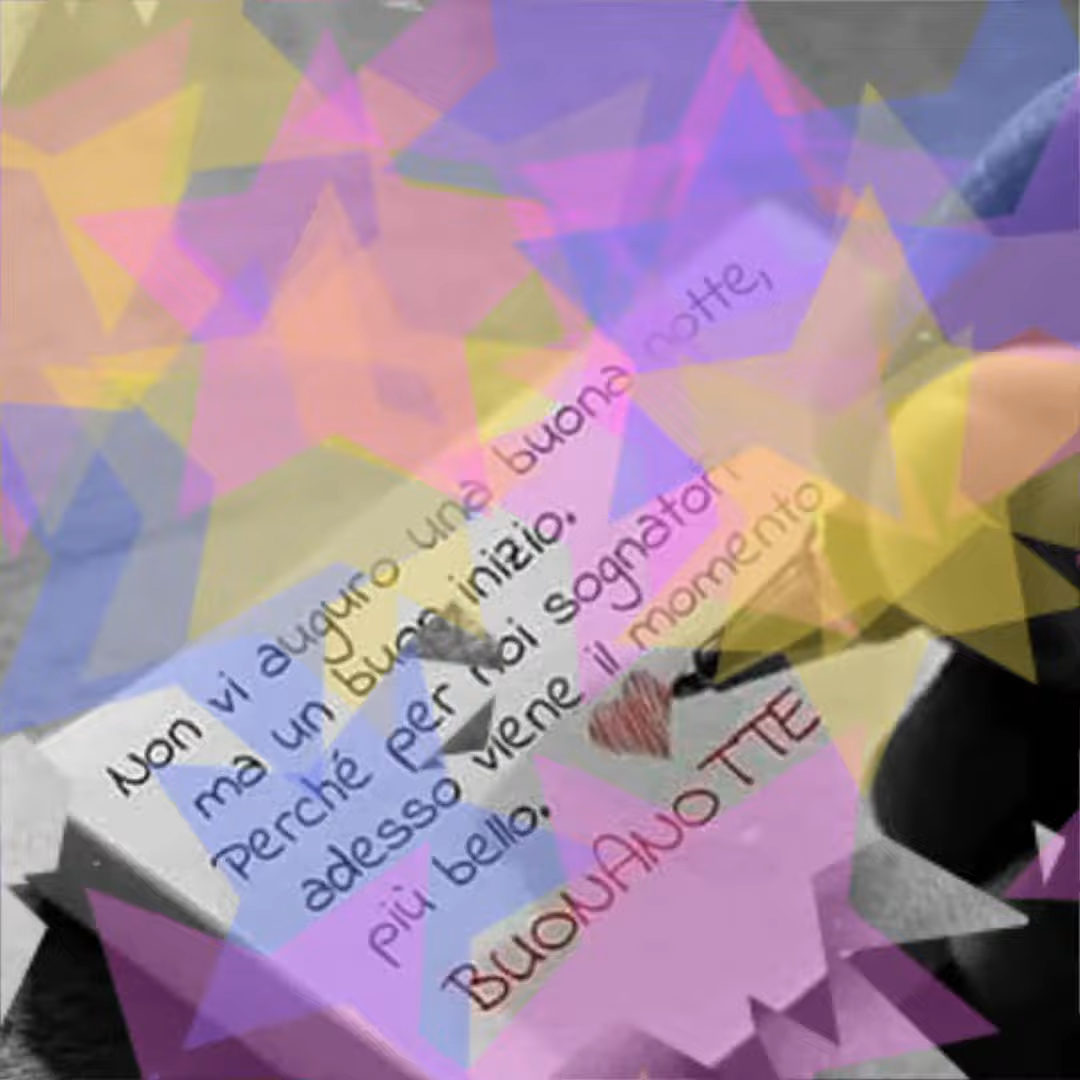 Non vi auguro una buona notte,
ma un buon inizio.
Perché per noi sognatori
adesso viene il momento
più bello.
BUONANOTTE